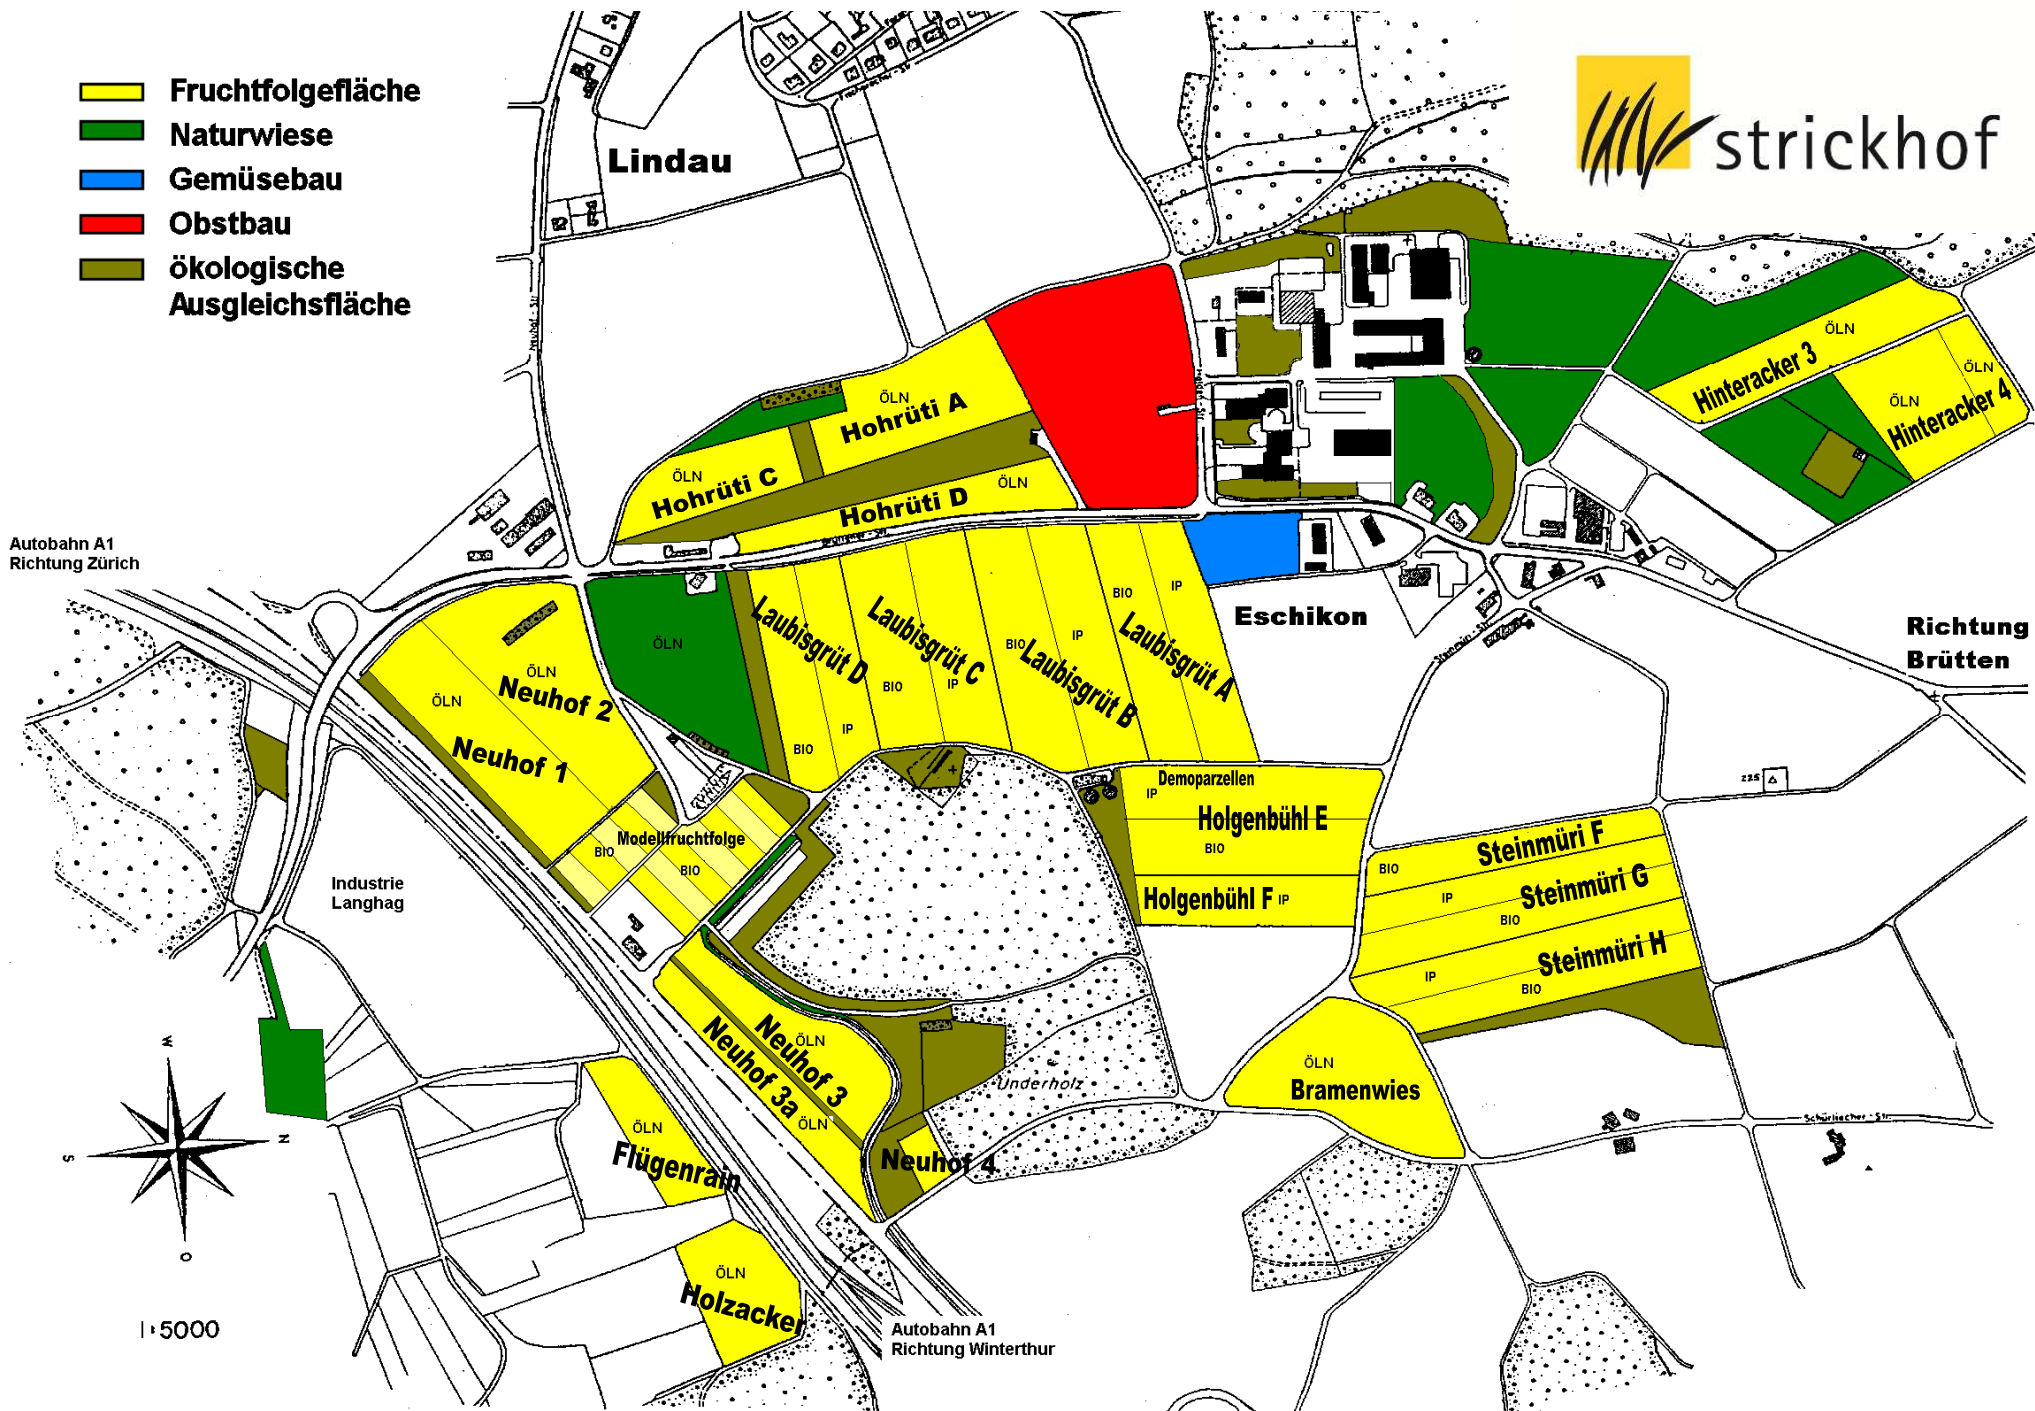 Fruchtfolgefläche
Naturwiese
Gemüsebau
Obstbau
ökologische
Ausgleichsfläche
strickhof
Lindau
ÖLN
Hinteracker 3
ÖLN
ÖLN
Hinteracker 4
ÖLN
Hohrüti A
ÖLN
Hohrüti C
ÖLN
Hohrüti D
Autobahn A1
Richtung Zürich
Eschikon
Richtung
Brütten
ÖLN
BIO
IP
Laubisgrüt D
Laubisgrüt C
Laubisgrüt B
Laubisgrüt A
BIO
IP
BIO
IP
BIO
IP
ÖLN
Neuhof 2
ÖLN
Neuhof 1
Demoparzellen
IP
Holgenbühl E
BIO
Holgenbühl F IP
225
Modellfruchtfolge
BIO
BIO
Steinmüri F
BIO
IP
Steinmüri G
BIO
Steinmüri H
IP
BIO
Industrie
Langhag
Neuhof 3
ÖLN
Neuhof 3a
ÖLN
Underholz
ÖLN
Bramenwies
Schürlischer-Str.
W
N
S
O
ÖLN
Flügenrain
Neuhof 4
ÖLN
Holzacker
1:5000
Autobahn A1
Richtung Winterthur